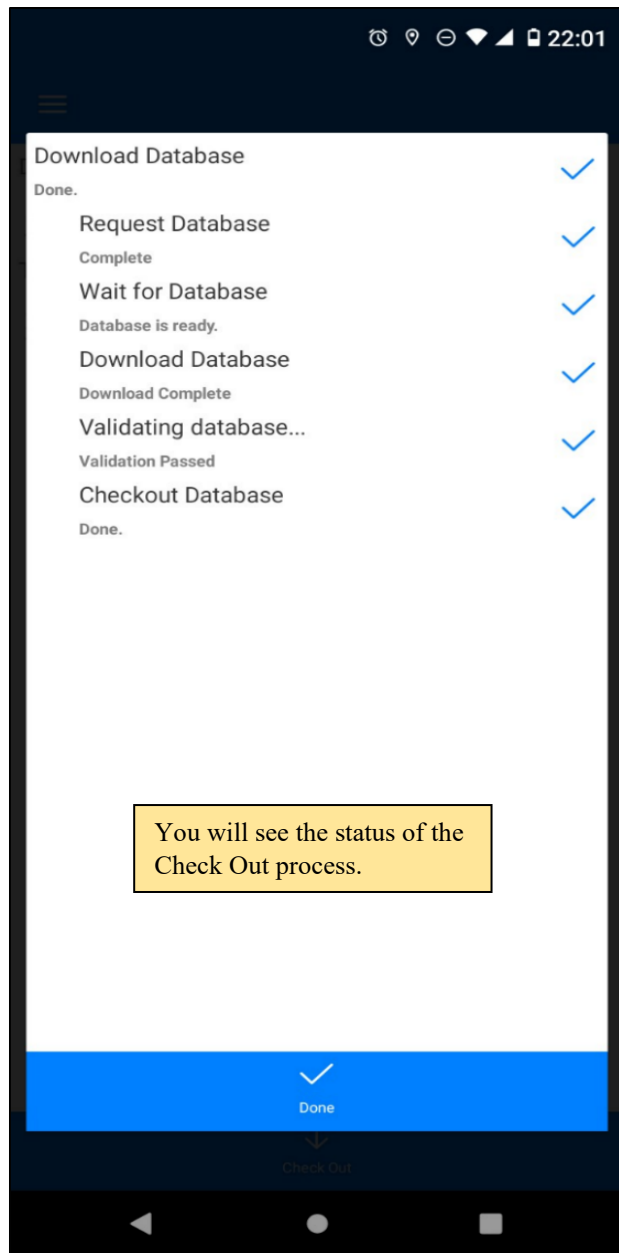 22:01
Download Database
Done.
Request Database
Complete
Wait for Database
Database is ready.
Download Database
Download Complete
Validating database...
Validation Passed
Checkout Database
Done.
You will see the status of the
Check Out process.
Done
Check Out